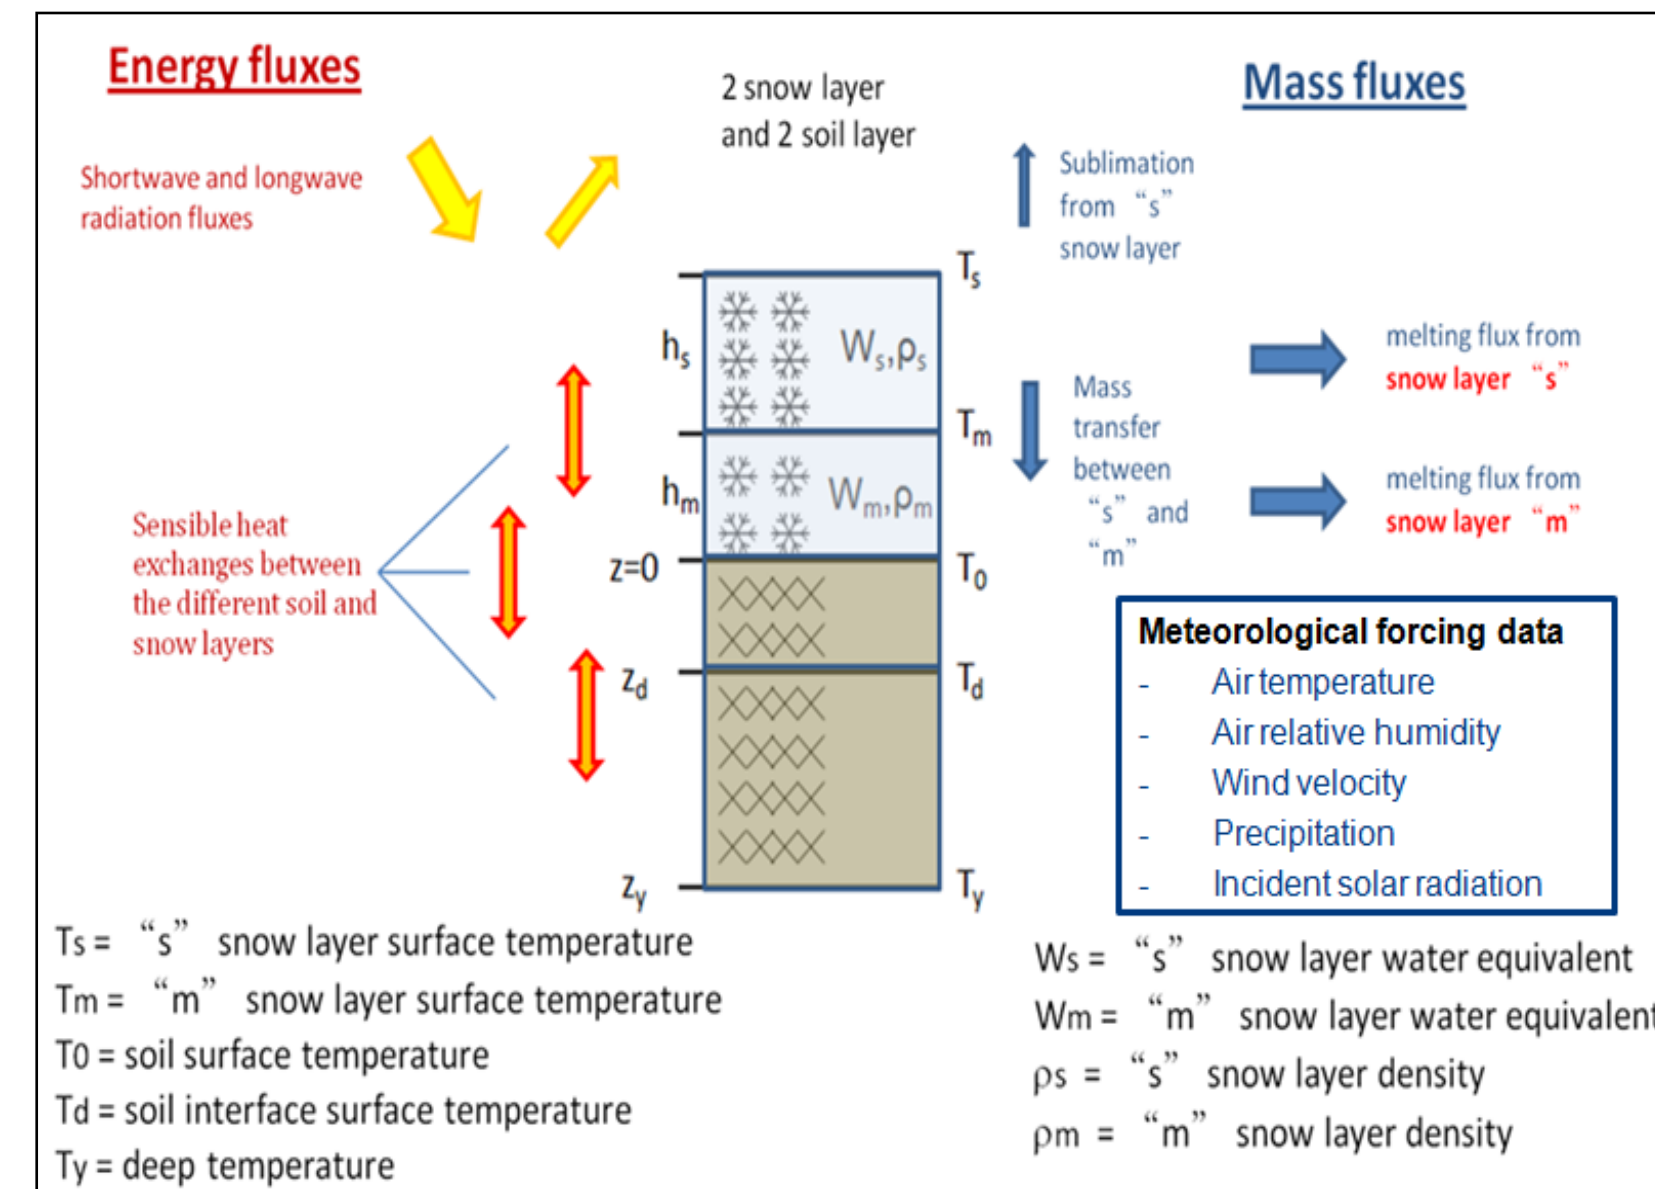 Energy fluxes
2 snow layer
and 2 soil layer
Mass fluxes
Shortwave and longwave
radiation fluxes
Sublimation
from “s”
snow layer
Ts
hs
Ws,ρs
melting flux from
snow layer “s”
Tm
Mass
transfer
between
“s” and
“m”
hm
Wm,ρm
melting flux from
snow layer “m”
Sensible heat
exchanges between
the different soil and
snow layers
z=0
T0
zd
Td
zy
Ty
Meteorological forcing data
- Air temperature
- Air relative humidity
- Wind velocity
- Precipitation
- Incident solar radiation
Ts = “s” snow layer surface temperature
Tm = “m” snow layer surface temperature
T0 = soil surface temperature
Td = soil interface surface temperature
Ty = deep temperature
Ws = “s” snow layer water equivalent
Wm = “m” snow layer water equivalent
ρs = “s” snow layer density
ρm = “m” snow layer density